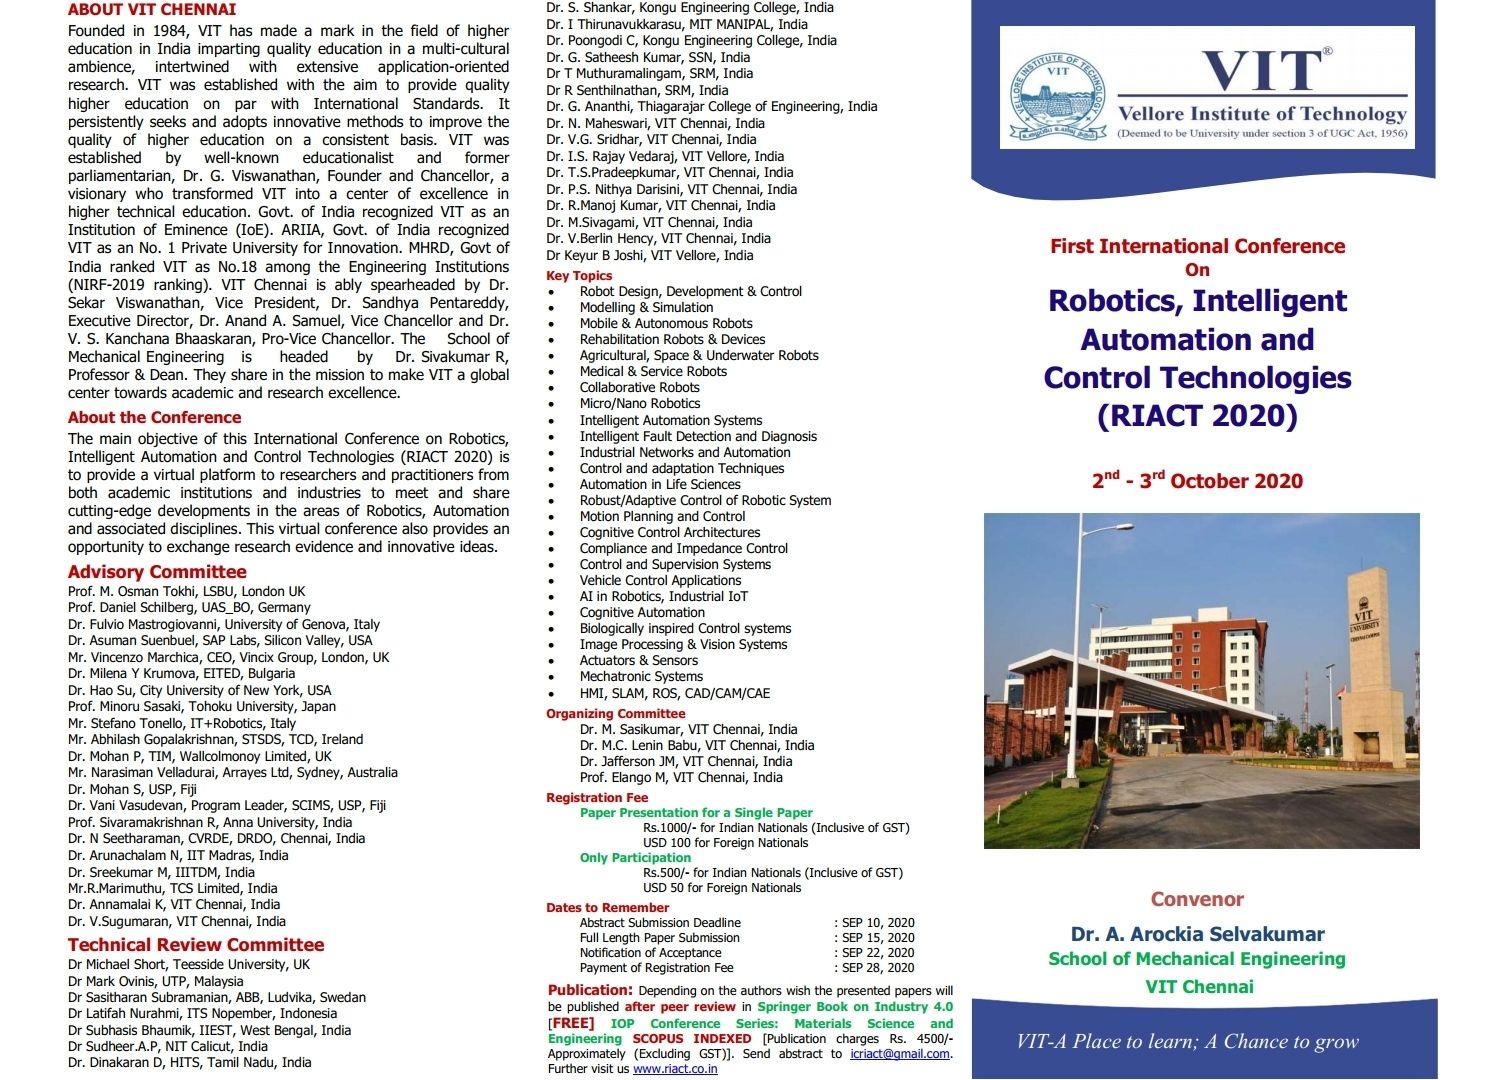 ABOUT VIT CHENNAI
Founded in 1984, VIT has made a mark in the field of higher
education in India imparting quality education in a multi-cultural
ambience, intertwined with extensive application-oriented
research. VIT was established with the aim to provide quality
higher education on par with International Standards. It
persistently seeks and adopts innovative methods to improve the
quality of higher education on a consistent basis. VIT was
established by well-known educationalist and former
parliamentarian, Dr. G. Viswanathan, Founder and Chancellor, a
visionary who transformed VIT into a center of excellence in
higher technical education. Govt. of India recognized VIT as an
Institution of Eminence (IoE). ARIIA, Govt. of India recognized
VIT as an No. 1 Private University for Innovation. MHRD, Govt of
India ranked VIT as No.18 among the Engineering Institutions
(NIRF-2019 ranking). VIT Chennai is ably spearheaded by Dr.
Sekar Viswanathan, Vice President, Dr. Sandhya Pentareddy,
Executive Director, Dr. Anand A. Samuel, Vice Chancellor and Dr.
V. S. Kanchana Bhaaskaran, Pro-Vice Chancellor. The School of
Mechanical Engineering is headed by Dr. Sivakumar R,
Professor & Dean. They share in the mission to make VIT a global
center towards academic and research excellence.
About the Conference
The main objective of this International Conference on Robotics,
Intelligent Automation and Control Technologies (RIACT 2020) is
to provide a virtual platform to researchers and practitioners from
both academic institutions and industries to meet and share
cutting-edge developments in the areas of Robotics, Automation
and associated disciplines. This virtual conference also provides an
opportunity to exchange research evidence and innovative ideas.
Advisory Committee
Prof. M. Osman Tokhi, LSBU, London UK
Prof. Daniel Schilberg, UAS_BO, Germany
Dr. Fulvio Mastrogiovanni, University of Genova, Italy
Dr. Asuman Suenbuel, SAP Labs, Silicon Valley, USA
Mr. Vincenzo Marchica, CEO, Vincix Group, London, UK
Dr. Milena Y Krumova, EITED, Bulgaria
Dr. Hao Su, City University of New York, USA
Prof. Minoru Sasaki, Tohoku University, Japan
Mr. Stefano Tonello, IT+Robotics, Italy
Mr. Abhilash Gopalakrishnan, STSDS, TCD, Ireland
Dr. Mohan P, TIM, Wallcolmonoy Limited, UK
Mr. Narasiman Velladurai, Arrayes Ltd, Sydney, Australia
Dr. Mohan S, USP, Fiji
Dr. Vani Vasudevan, Program Leader, SCIMS, USP, Fiji
Prof. Sivaramakrishnan R, Anna University, India
Dr. N Seetharaman, CVRDE, DRDO, Chennai, India
Dr. Arunachalam N, IIT Madras, India
Dr. Sreekumar M, IIITDM, India
Mr.R.Marimuthu, TCS Limited, India
Dr. Annamalai K, VIT Chennai, India
Dr. V.Sugumaran, VIT Chennai, India
Technical Review Committee
Dr Michael Short, Teesside University, UK
Dr Mark Ovinis, UTP, Malaysia
Dr Sasitharan Subramanian, ABB, Ludvika, Swedan
Dr Latifah Nurahmi, ITS Nopember, Indonesia
Dr Subhasis Bhaumik, IIEST, West Bengal, India
Dr Sudheer.A.P, NIT Calicut, India
Dr. Dinakaran D, HITS, Tamil Nadu, India
Dr. S. Shankar, Kongu Engineering College, India
Dr. I Thirunavukkarasu, MIT MANIPAL, India
Dr. Poongodi C, Kongu Engineering College, India
Dr. G. Satheesh Kumar, SSN, India
Dr T Muthuramalingam, SRM, India
Dr R Senthilnathan, SRM, India
Dr. G. Ananthi, Thiagarajar College of Engineering, India
Dr. N. Maheswari, VIT Chennai, India
Dr. V.G. Sridhar, VIT Chennai, India
Dr. I.S. Rajay Vedaraj, VIT Vellore, India
Dr. T.S.Pradeepkumar, VIT Chennai, India
Dr. P.S. Nithya Darisini, VIT Chennai, India
Dr. R.Manoj Kumar, VIT Chennai, India
Dr. M.Sivagami, VIT Chennai, India
Dr. V.Berlin Hency, VIT Chennai, India
Dr Keyur B Joshi, VIT Vellore, India
Key Topics
• Robot Design, Development & Control
• Modelling & Simulation
• Mobile & Autonomous Robots
• Rehabilitation Robots & Devices
• Agricultural, Space & Underwater Robots
• Medical & Service Robots
• Collaborative Robots
• Micro/Nano Robotics
• Intelligent Automation Systems
• Intelligent Fault Detection and Diagnosis
• Industrial Networks and Automation
• Control and adaptation Techniques
• Automation in Life Sciences
• Robust/Adaptive Control of Robotic System
• Motion Planning and Control
• Cognitive Control Architectures
• Compliance and Impedance Control
• Control and Supervision Systems
• Vehicle Control Applications
• AI in Robotics, Industrial IoT
• Cognitive Automation
• Biologically inspired Control systems
• Image Processing & Vision Systems
• Actuators & Sensors
• Mechatronic Systems
• HMI, SLAM, ROS, CAD/CAM/CAE
Organizing Committee
Dr. M. Sasikumar, VIT Chennai, India
Dr. M.C. Lenin Babu, VIT Chennai, India
Dr. Jafferson JM, VIT Chennai, India
Prof. Elango M, VIT Chennai, India
Registration Fee
Paper Presentation for a Single Paper
Rs.1000/- for Indian Nationals (Inclusive of GST)
USD 100 for Foreign Nationals
Only Participation
Rs.500/- for Indian Nationals (Inclusive of GST)
USD 50 for Foreign Nationals
Dates to Remember
Abstract Submission Deadline : SEP 10, 2020
Full Length Paper Submission : SEP 15, 2020
Notification of Acceptance : SEP 22, 2020
Payment of Registration Fee : SEP 28, 2020
Publication: Depending on the authors wish the presented papers will
be published after peer review in Springer Book on Industry 4.0
[FREE] IOP Conference Series: Materials Science and
Engineering SCOPUS INDEXED [Publication charges Rs. 4500/-
Approximately (Excluding GST)]. Send abstract to icriact@gmail.com.
Further visit us www.riact.co.in
VELLORE INSTITUTE OF TECHNOLOGY
VIT
VIT®
Vellore Institute of Technology
(Deemed to be University under section 3 of UGC Act, 1956)
First International Conference
On
Robotics, Intelligent
Automation and
Control Technologies
(RIACT 2020)
2nd - 3rd October 2020
VIT
UNIVERSITY
CHENNAI CAMPUS
Convenor
Dr. A. Arockia Selvakumar
School of Mechanical Engineering
VIT Chennai
VIT-A Place to learn; A Chance to grow